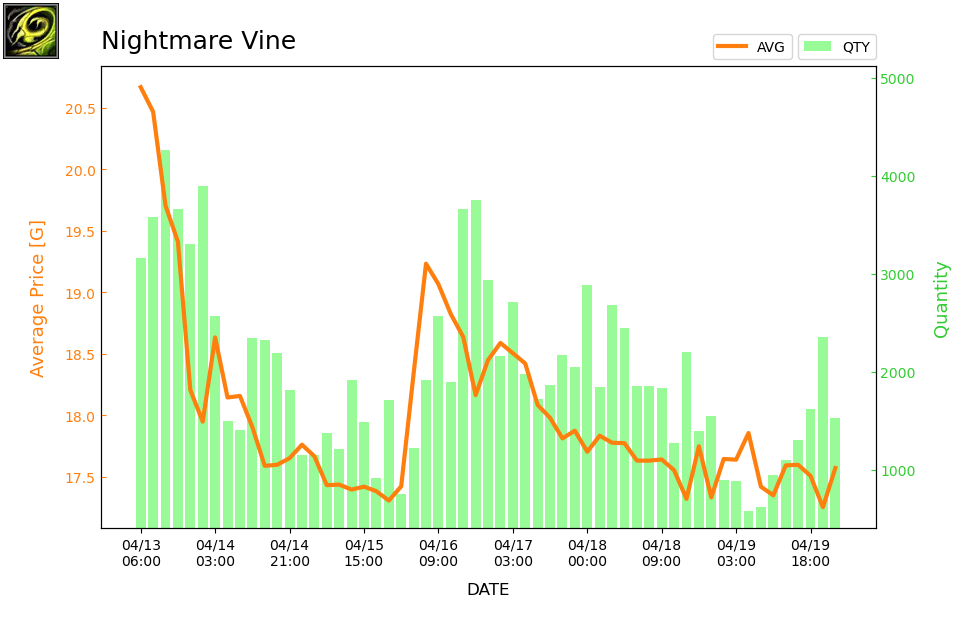 Nightmare Vine
AVG
QTY
Average Price [G]
20.5
20.0
19.5
19.0
18.5
18.0
17.5
5000
4000
3000
2000
1000
Quantity
04/13 04/14 04/14 04/15 04/16 04/17 04/18 04/18 04/19 04/19
06:00 03:00 21:00 15:00 09:00 03:00 00:00 09:00 03:00 18:00
DATE